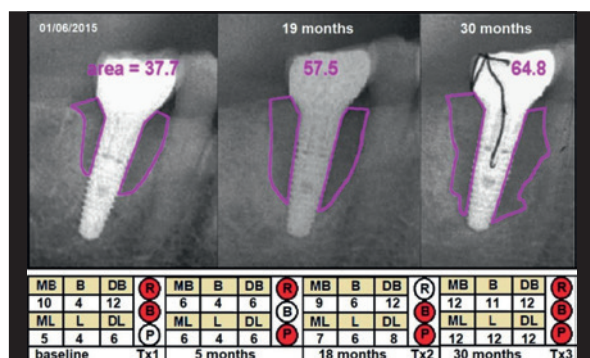 01/06/2015
19 months
30 months
area = 37.7
57.5
64.8
MB B DB R MB B DB R MB B DB R MB B DB R
10 4 12 6 4 6 9 6 12 12 11 12
B B B B
ML L DL ML L DL ML L DL ML L DL
5 4 6 P 6 4 6 P 7 6 8 P 12 12 12 P
baseline Tx1 5 months 18 months Tx2 30 months Tx3